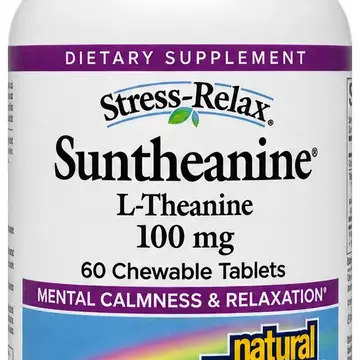 DIETARY SUPPLEMENT
Stress-Relax®
Suntheanine®
L-Theanine
100 mg
60 Chewable Tablets
MENTAL CALMNESS & RELAXATION*
natural